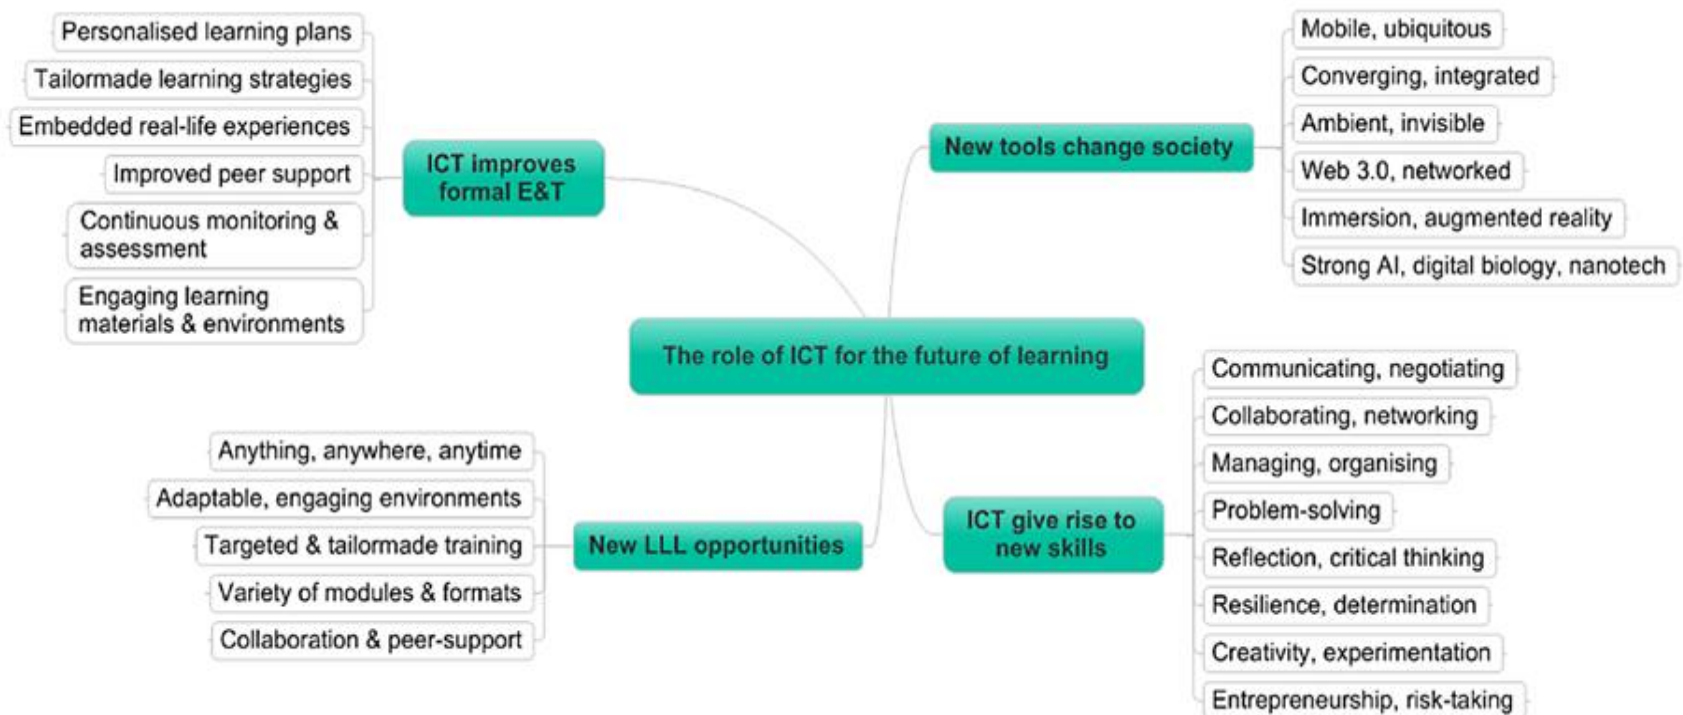 Personalised learning plans
Tailormade learning strategies
Embedded real-life experiences
Improved peer support
Continuous monitoring &
assessment
Engaging learning
materials & environments
ICT improves
formal E&T
New tools change society
Mobile, ubiquitous
Converging, integrated
Ambient, invisible
Web 3.0, networked
Immersion, augmented reality
Strong AI, digital biology, nanotech
The role of ICT for the future of learning
Anything, anywhere, anytime
Adaptable, engaging environments
Targeted & tailormade training
Variety of modules & formats
Collaboration & peer-support
New LLL opportunities
ICT give rise to
new skills
Communicating, negotiating
Collaborating, networking
Managing, organising
Problem-solving
Reflection, critical thinking
Resilience, determination
Creativity, experimentation
Entrepreneurship, risk-taking